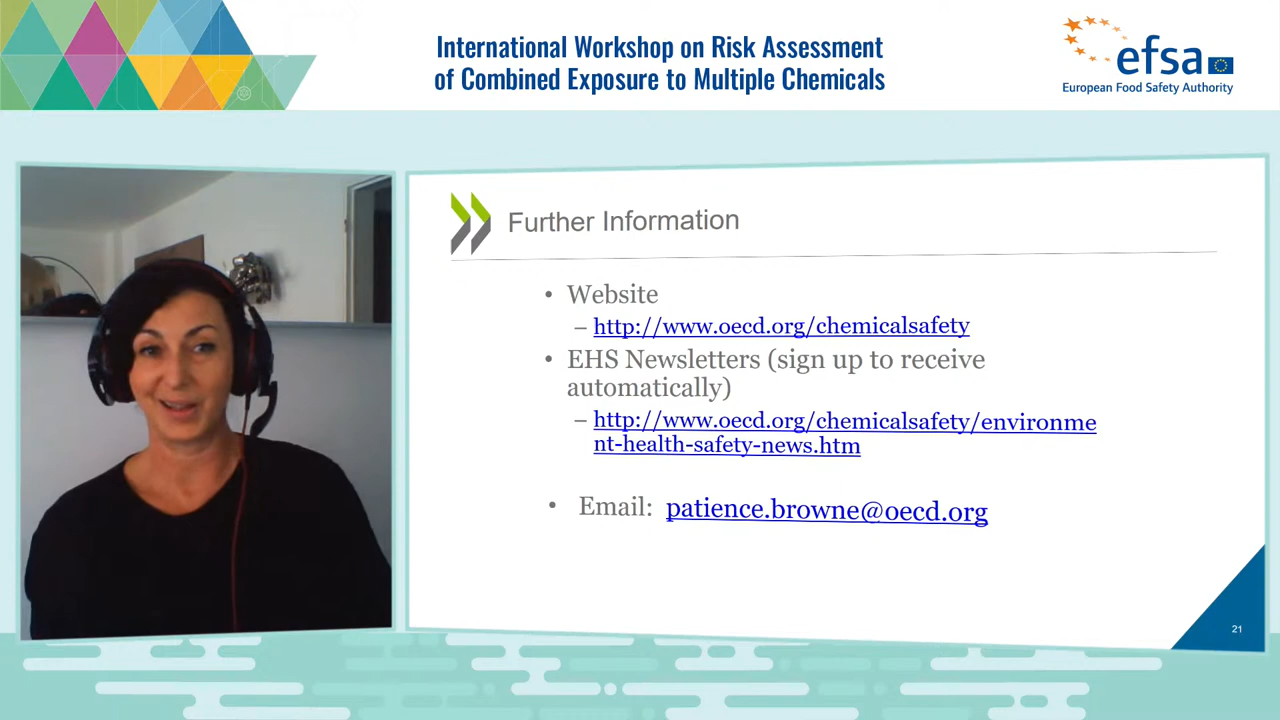 International Workshop on Risk Assessment
of Combined Exposure to Multiple Chemicals
efsa
European Food Safety Authority
Further Information
• Website
– http://www.oecd.org/chemicalsafety
• EHS Newsletters (sign up to receive
automatically)
– http://www.oecd.org/chemicalsafety/environme
nt-health-safety-news.htm
• Email: patience.browne@oecd.org
21